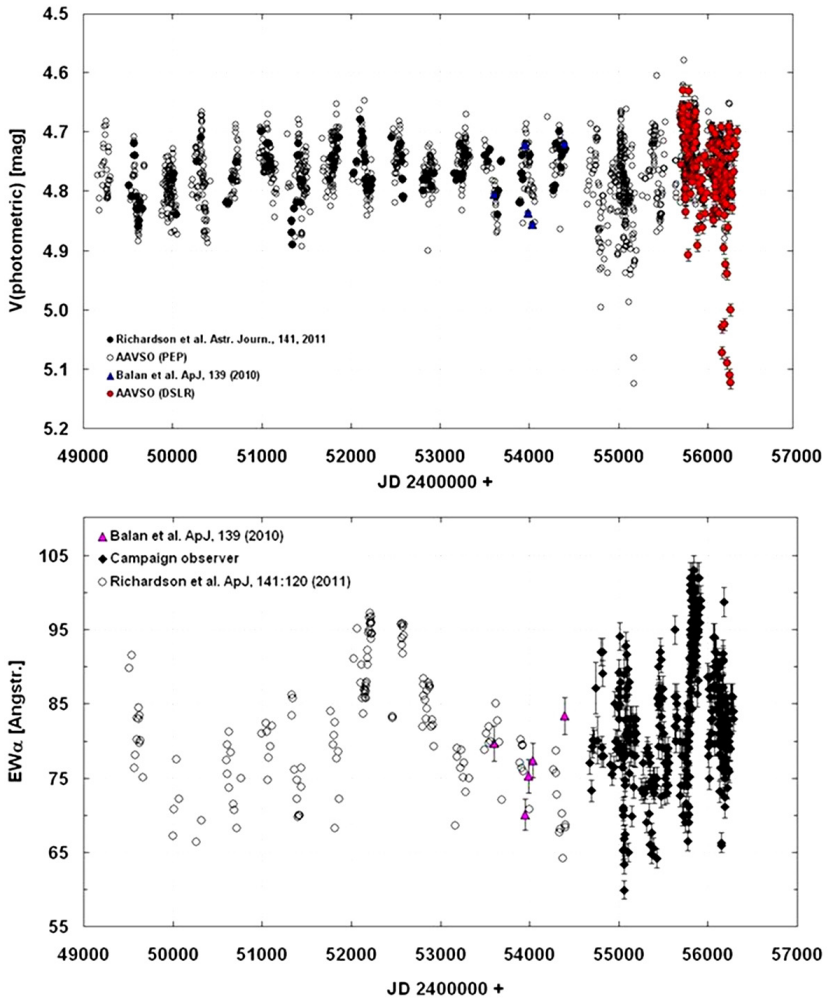 4.5
4.6
4.7
4.8
4.9
5.0
5.1
5.2
V(photometric) [mag]
Richardson et al. Astr. Journ., 141, 2011
AAVSO (PEP)
Balan et al. ApJ, 139 (2010)
AAVSO (DSLR)
49000 50000 51000 52000 53000 54000 55000 56000 57000
JD 2400000 +
105
95
85
75
65
55
EWα [Angstr.]
Balan et al. ApJ, 139 (2010)
Campaign observer
Richardson et al. ApJ, 141:120 (2011)
49000 50000 51000 52000 53000 54000 55000 56000 57000
JD 2400000 +